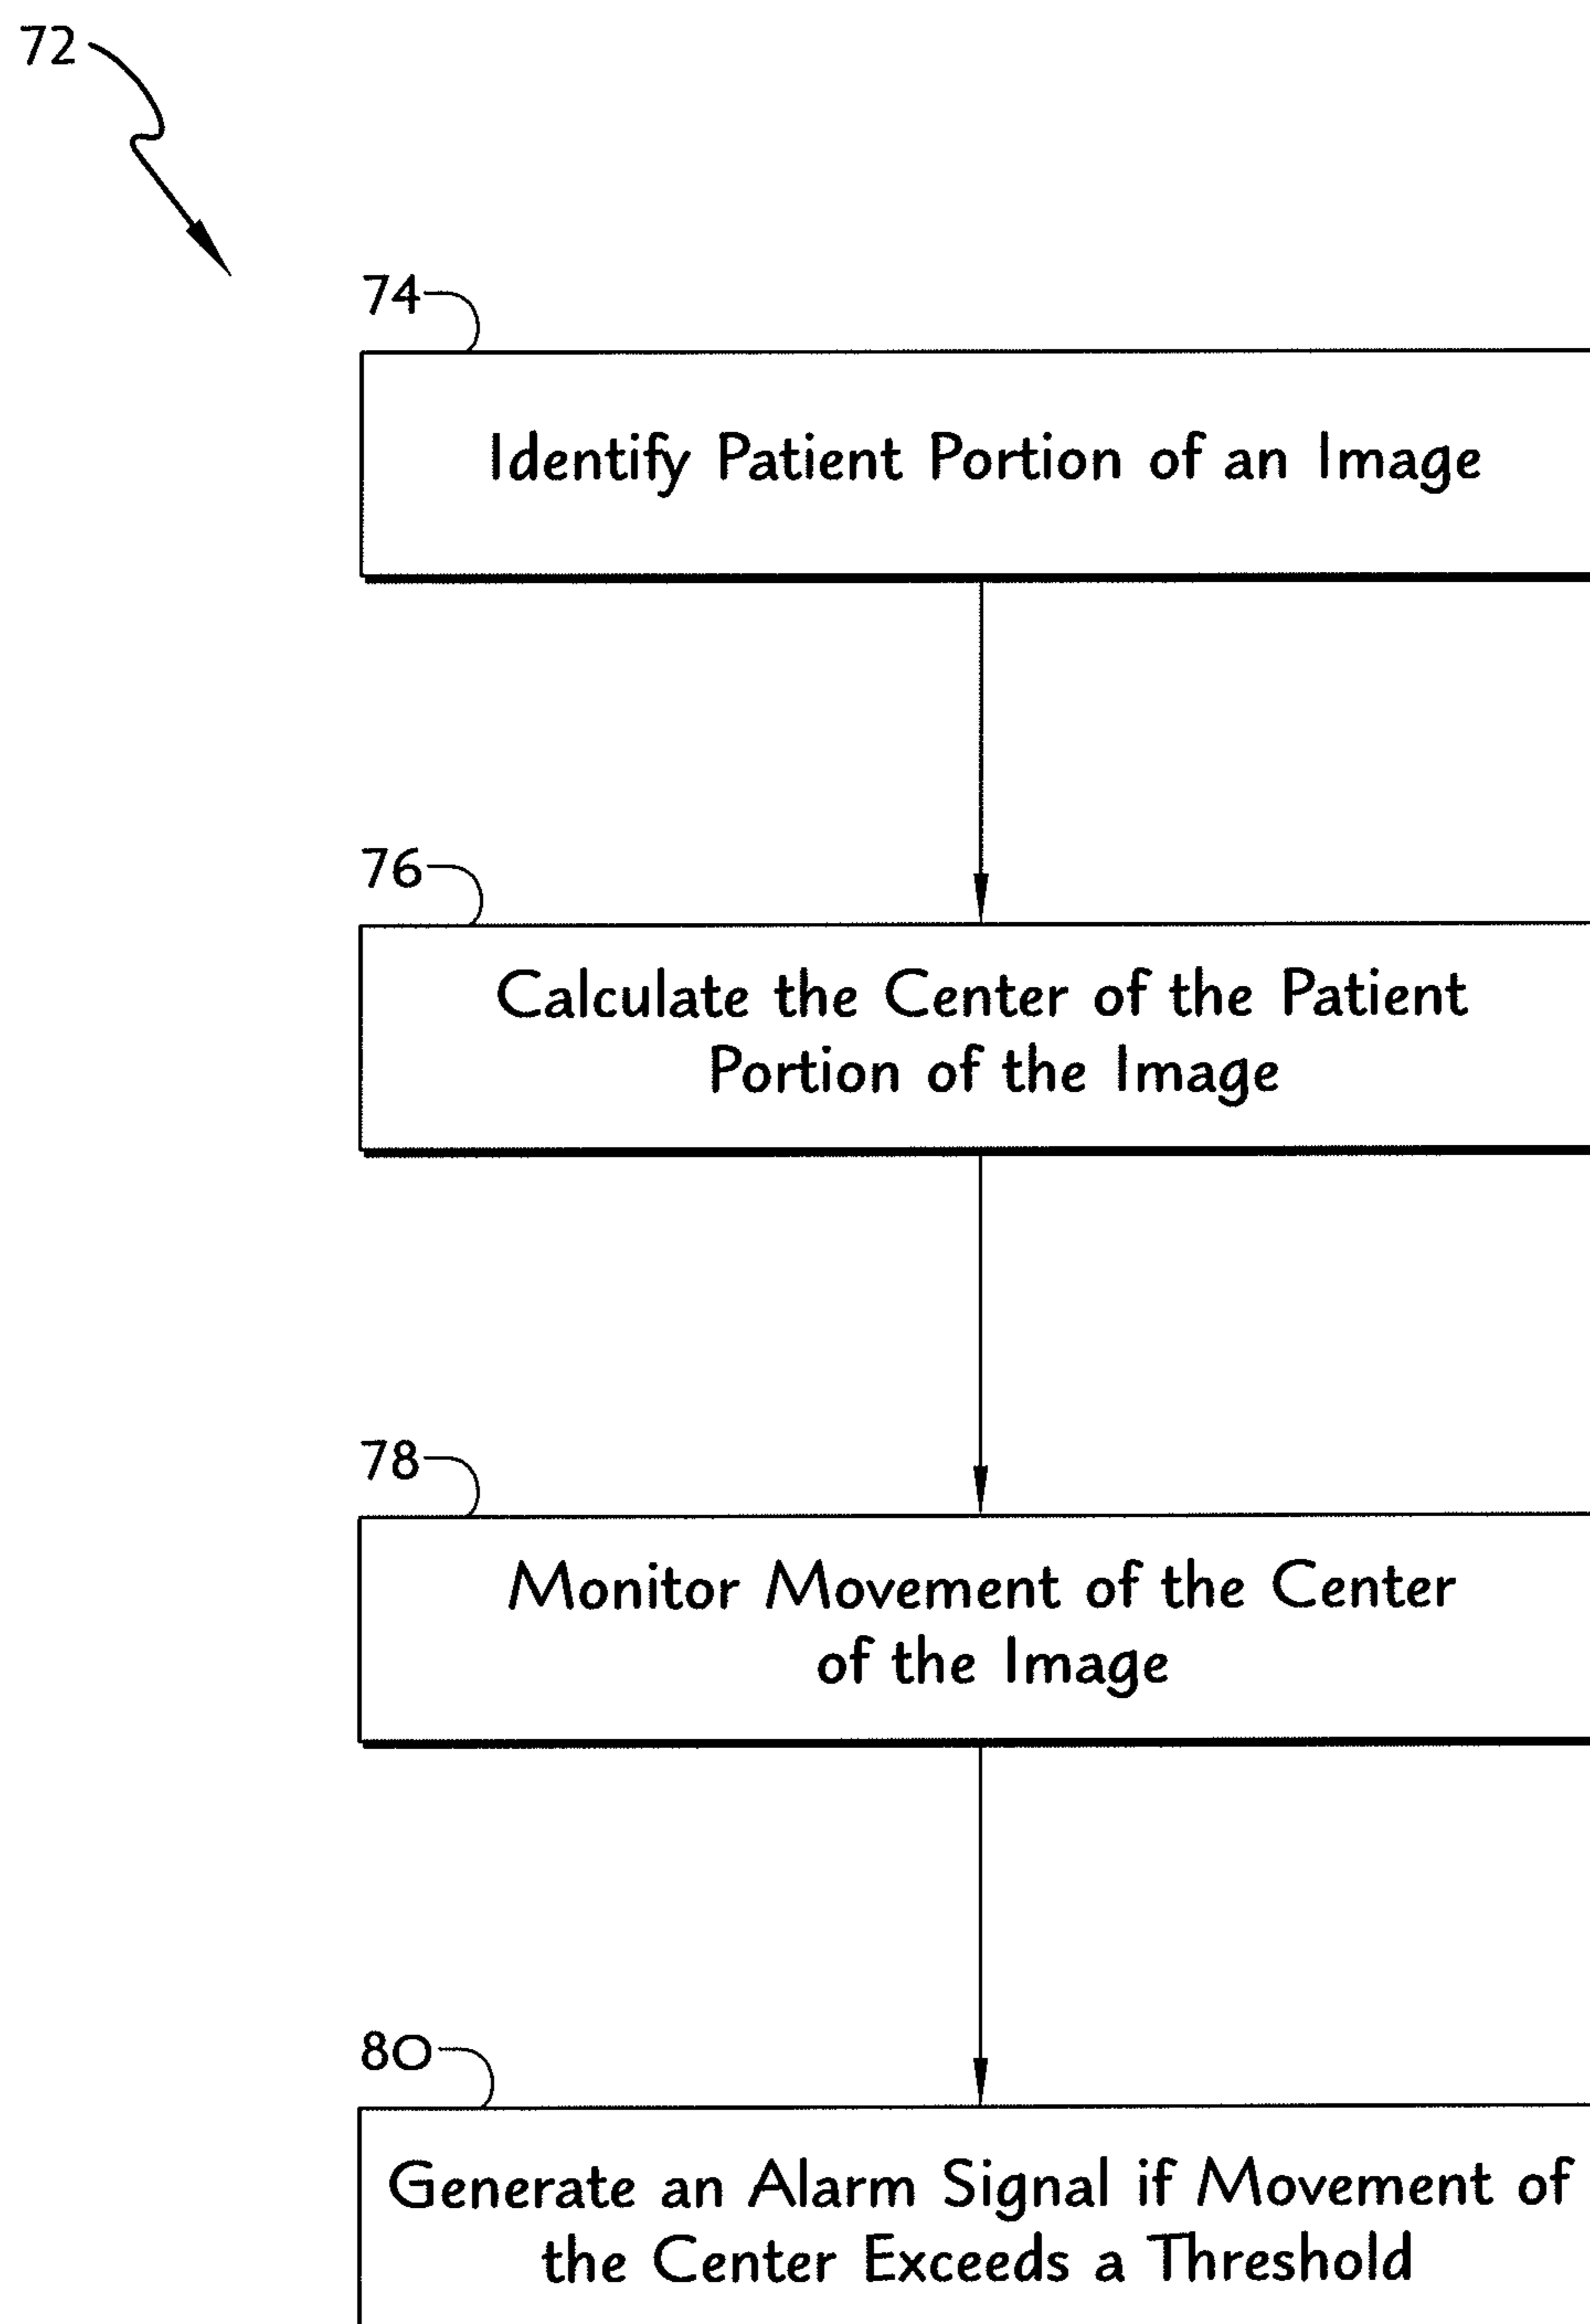 72
74
Identify Patient Portion of an Image
76
Calculate the Center of the Patient
Portion of the Image
78
Monitor Movement of the Center
of the Image
80
Generate an Alarm Signal if Movement of
the Center Exceeds a Threshold